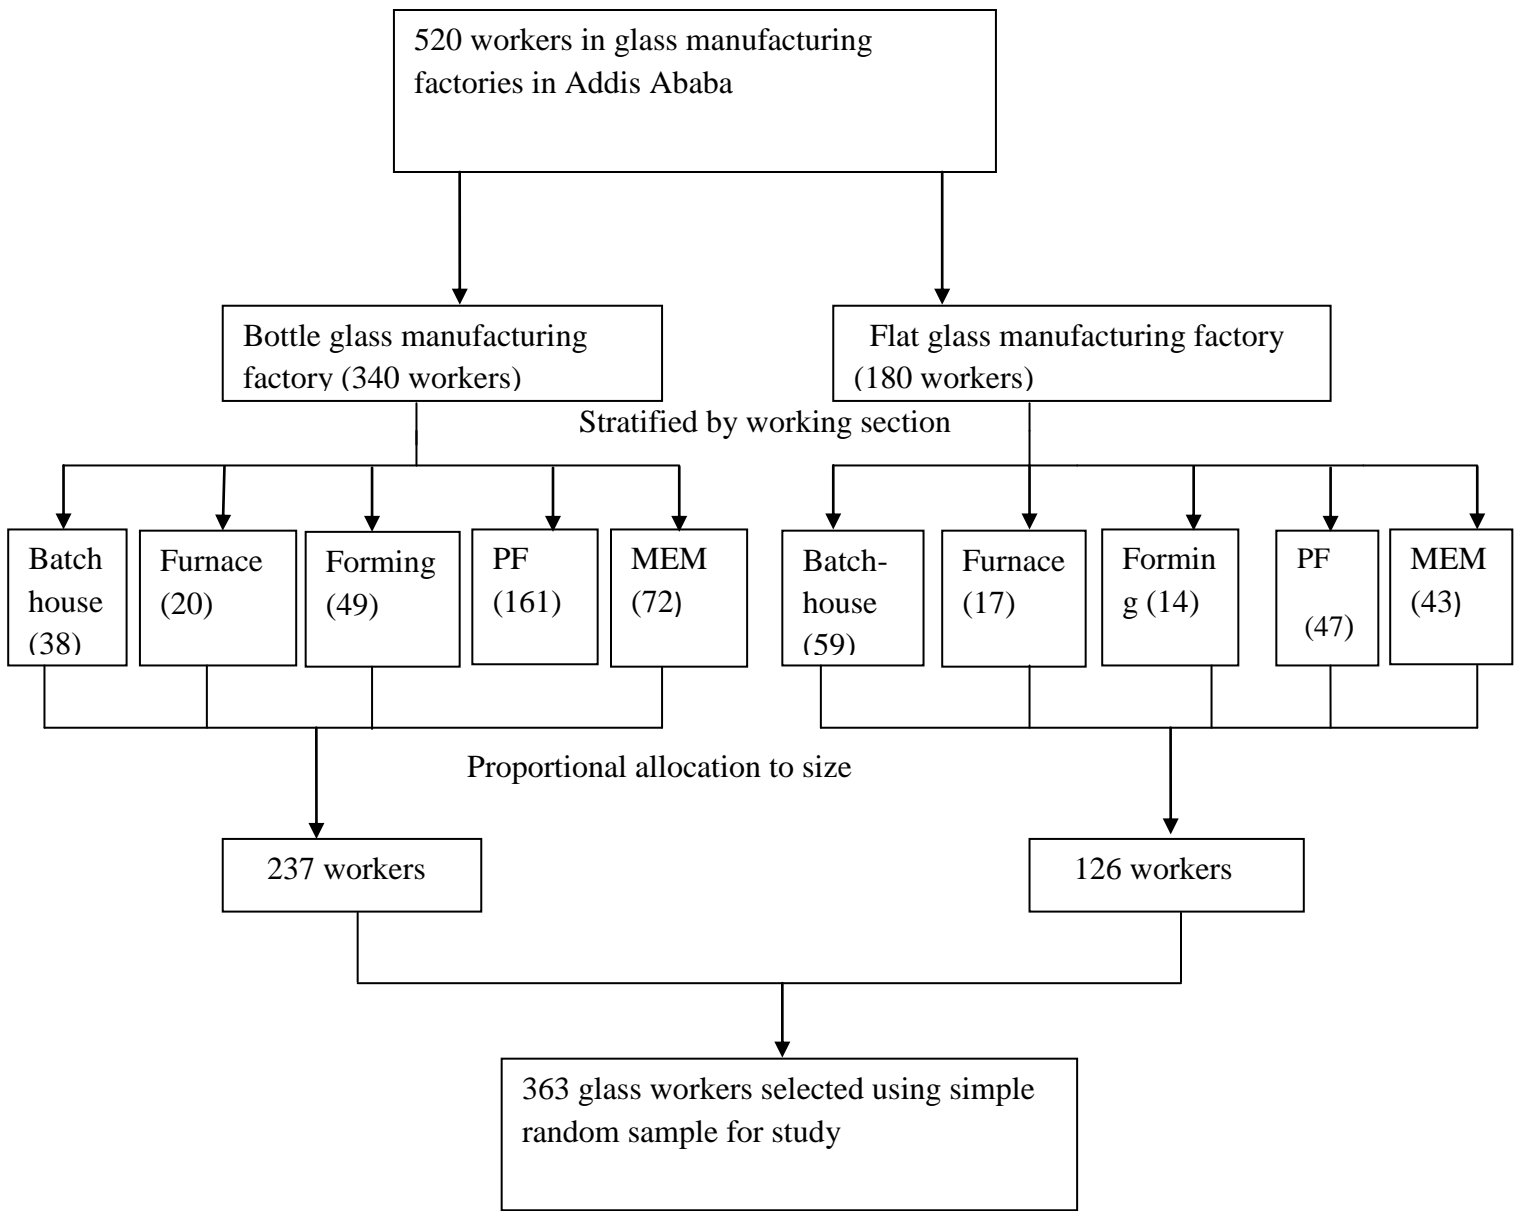 520 workers in glass manufacturing
factories in Addis Ababa
Bottle glass manufacturing
factory (340 workers)
Flat glass manufacturing factory
(180 workers)
Stratified by working section
Batch
house
(38)
Furnace
(20)
Forming
(49)
PF
(161)
MEM
(72)
Batch-
house
(59)
Furnace
(17)
Formin
g (14)
PF
(47)
MEM
(43)
Proportional allocation to size
237 workers
126 workers
363 glass workers selected using simple
random sample for study